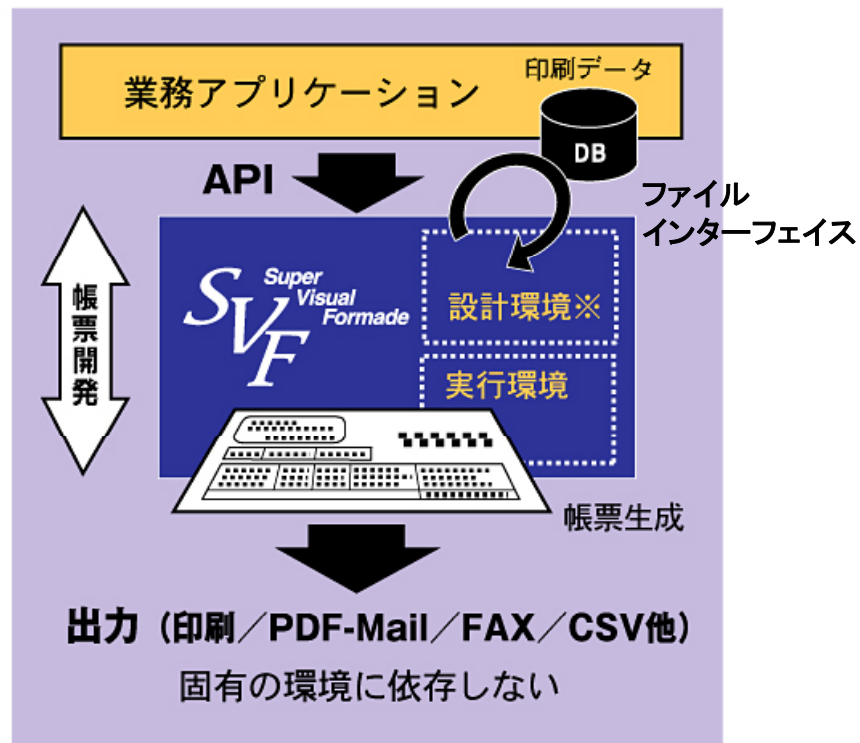 業務アプリケーション
印刷データ
DB
API
ファイル
インターフェイス
帳票開発
SVF
Super
Visual
Formade
設計環境※
実行環境
帳票生成
出力（印刷／PDF-Mail／FAX／CSV他）
固有の環境に依存しない